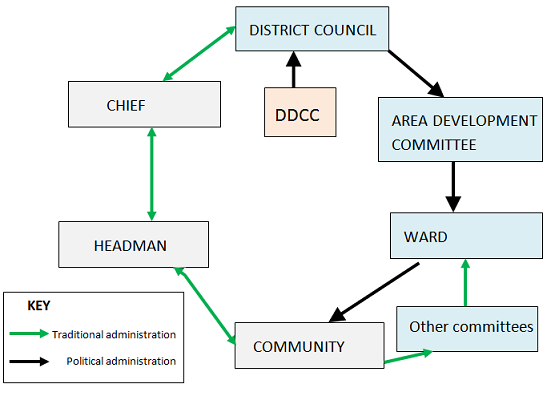 DISTRICT COUNCIL
CHIEF
DDCC
AREA DEVELOPMENT
COMMITTEE
HEADMAN
WARD
KEY
Traditional administration
Political administration
COMMUNITY
Other committees